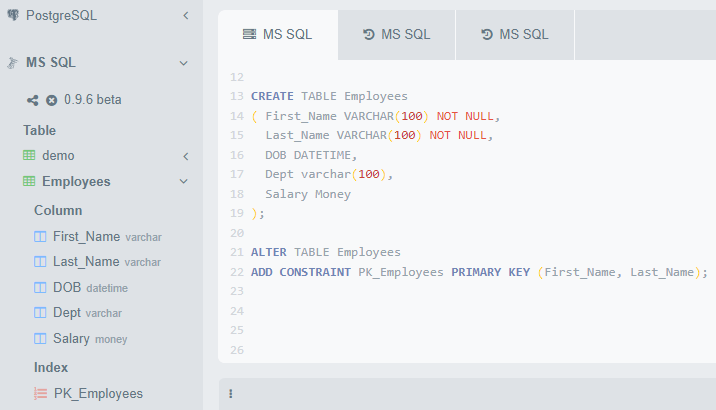 PostgreSQL
MS SQL
0.9.6 beta
Table
demo
Employees
Column
First_Name varchar
Last_Name varchar
DOB datetime
Dept varchar
Salary money
Index
PK_Employees
MS SQL
MS SQL
MS SQL
12
13 CREATE TABLE Employees
14 ( First_Name VARCHAR(100) NOT NULL,
15 Last_Name VARCHAR(100) NOT NULL,
16 DOB DATETIME,
17 Dept varchar(100),
18 Salary Money
19 );
20
21 ALTER TABLE Employees
22 ADD CONSTRAINT PK_Employees PRIMARY KEY (First_Name, Last_Name);
23
24
25
26